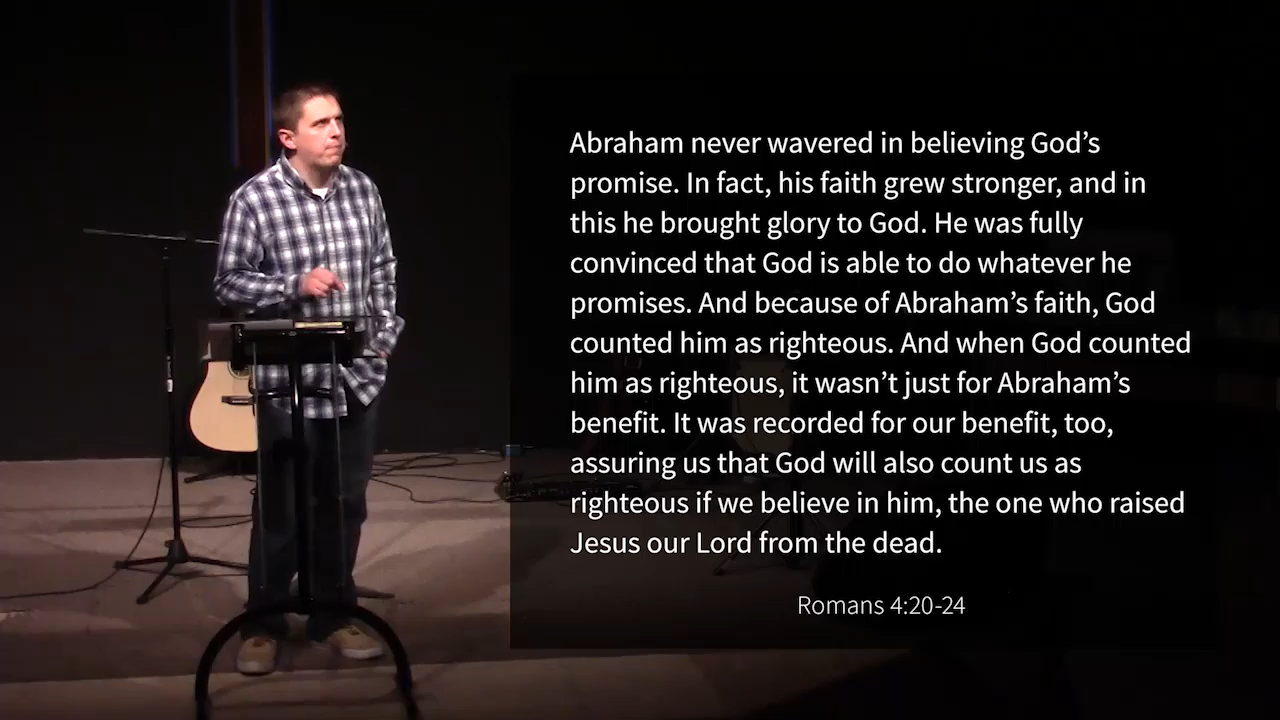 Abraham never wavered in believing God’s
promise. In fact, his faith grew stronger, and in
this he brought glory to God. He was fully
convinced that God is able to do whatever he
promises. And because of Abraham’s faith, God
counted him as righteous. And when God counted
him as righteous, it wasn’t just for Abraham’s
benefit. It was recorded for our benefit, too,
assuring us that God will also count us as
righteous if we believe in him, the one who raised
Jesus our Lord from the dead.
Romans 4:20-24